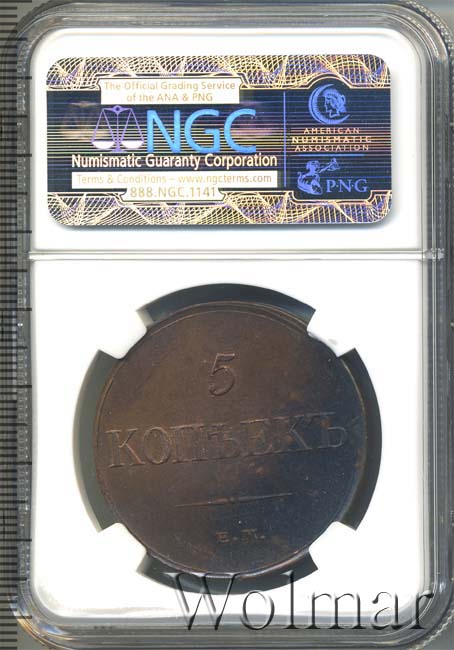 The Official Grading Service
of the ANA & PNG
NGC
Numismatic Guaranty Corporation
Terms & Conditions – www.ngcterms.com
888.NGC.1141
AMERICAN
NUMISMATIC
ASSOCIATION
PNG
5
КОПѢЕКЪ
Е. М.
Wolmar